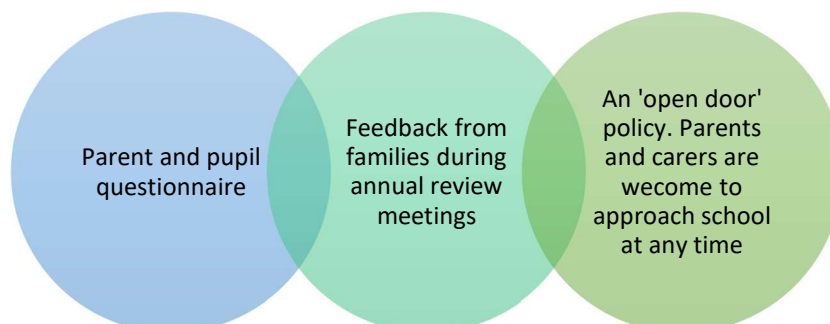 Parent and pupil
questionnaire
Feedback from
families during
annual review
meetings
An 'open door'
policy. Parents
and carers are
wecome to
approach school
at any time